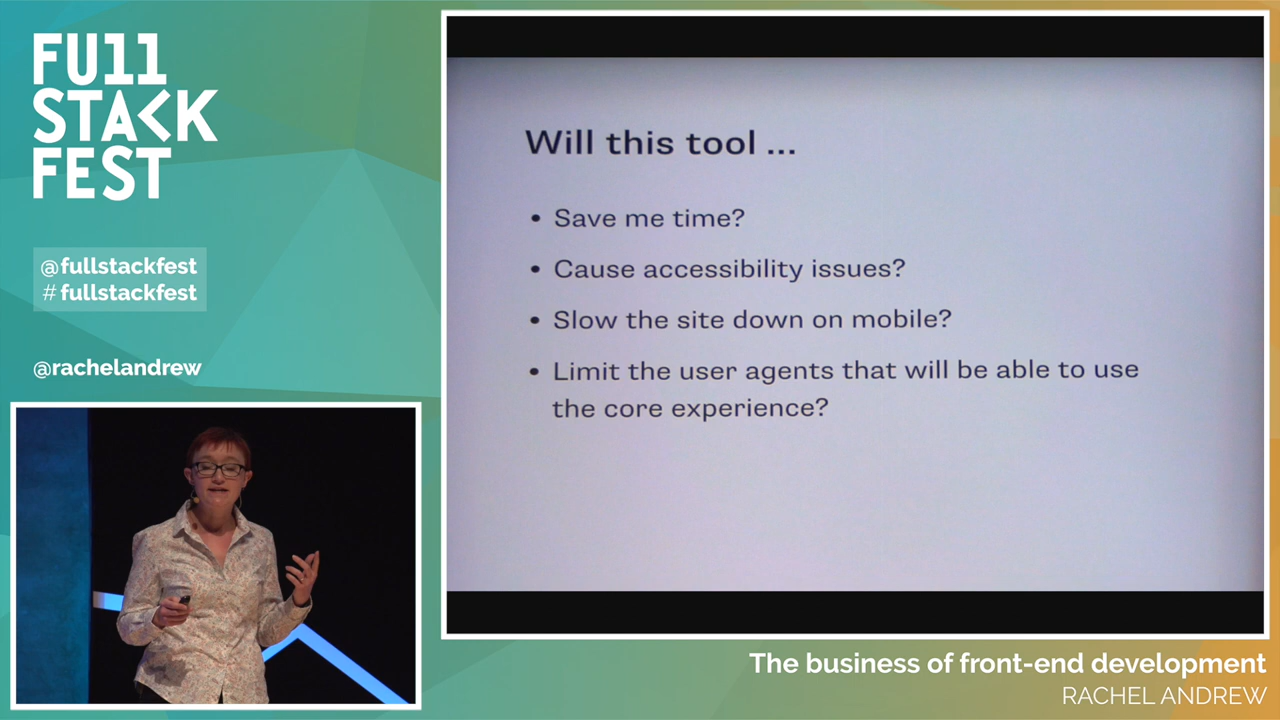 FU11
STACK
FEST
@fullstackfest
# fullstackfest
@rachelandrew
Will this tool ...
• Save me time?
• Cause accessibility issues?
• Slow the site down on mobile?
• Limit the user agents that will be able to use
the core experience?
The business of front-end development
RACHEL ANDREW